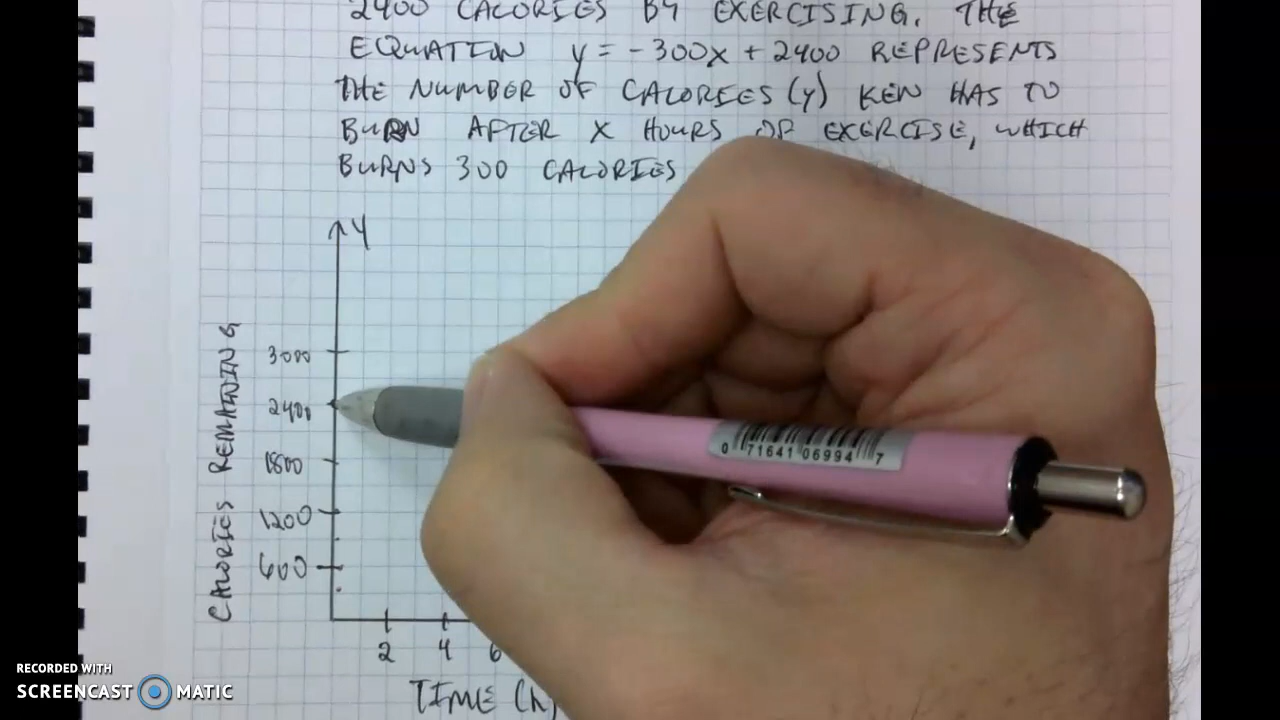 2400 CALORIES BY EXERCISING. THE
EQUATION y = -300x + 2400 REPRESENTS
THE NUMBER OF CALORIES (y) KEN HAS TO
BURN AFTER X HOURS OF EXERCISE, WHICH
BURNS 300 CALORIES
Y
CALORIES REMAINING
3000
2400
1800
1200
600
2 4 6
TIME (h)
0 71641 06994 7
RECORDED WITH
SCREENCAST MATIC